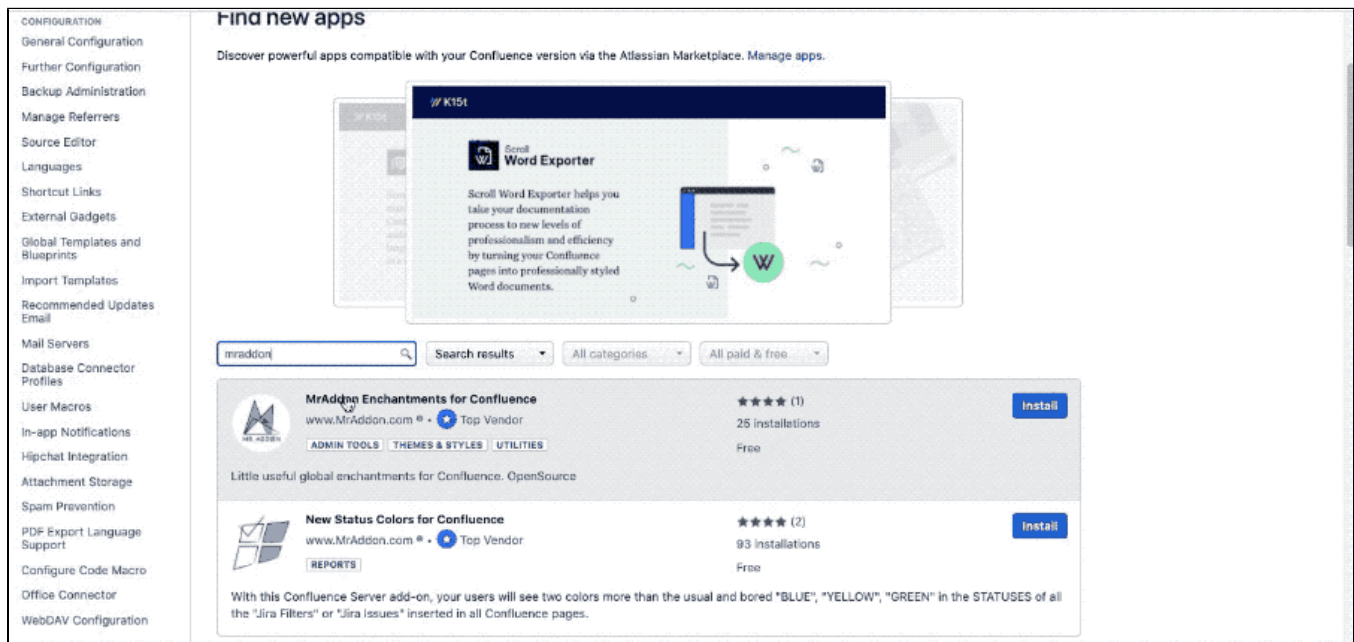 CONFIGURATION
General Configuration
Further Configuration
Backup Administration
Manage Referrers
Source Editor
Languages
Shortcut Links
External Gadgets
Global Templates and
Blueprints
Import Templates
Recommended Updates
Email
Mail Servers
Database Connector
Profiles
User Macros
In-app Notifications
Hipchat Integration
Attachment Storage
Spam Prevention
PDF Export Language
Support
Configure Code Macro
Office Connector
WebDAV Configuration
Find new apps
Discover powerful apps compatible with your Confluence version via the Atlassian Marketplace. Manage apps.
K15t
Scroll
Word Exporter
Scroll Word Exporter helps you
take your documentation
process to new levels of
professionalism and efficiency
by turning your Confluence
pages into professionally styled
Word documents.
W
mraddon
Search results
All categories
All paid & free
MrAddon Enchantments for Confluence
www.MrAddon.com • Top Vendor
ADMIN TOOLS THEMES & STYLES UTILITIES
(1)
25 installations
Free
Install
MR. ADDON
Little useful global enchantments for Confluence. OpenSource
New Status Colors for Confluence
www.MrAddon.com • Top Vendor
REPORTS
(2)
93 installations
Free
Install
With this Confluence Server add-on, your users will see two colors more than the usual and bored "BLUE", "YELLOW", "GREEN" in the STATUSES of all
the "Jira Filters" or "Jira Issues" inserted in all Confluence pages.